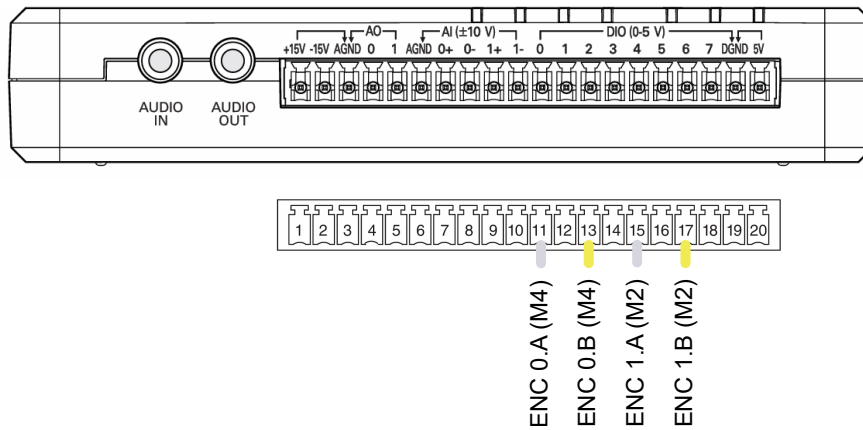 AO AI (±10 V) DIO (0-5 V)
+15V -15V AGND 0 1 AGND 0+ 0- 1+ 1- 0 1 2 3 4 5 6 7 DGND 5V
AUDIO IN
AUDIO OUT
1 2 3 4 5 6 7 8 9 10 11 12 13 14 15 16 17 18 19 20
ENC 0.A (M4)
ENC 0.B (M4)
ENC 1.A (M2)
ENC 1.B (M2)